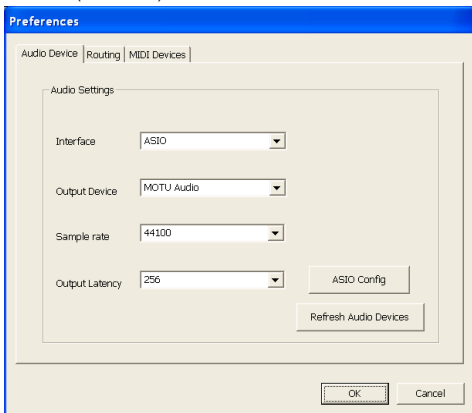 Preferences
Audio Device Routing MIDI Devices
Audio Settings
Interface ASIO
Output Device MOTU Audio
Sample rate 44100
Output Latency 256 ASIO Config
Refresh Audio Devices
OK Cancel